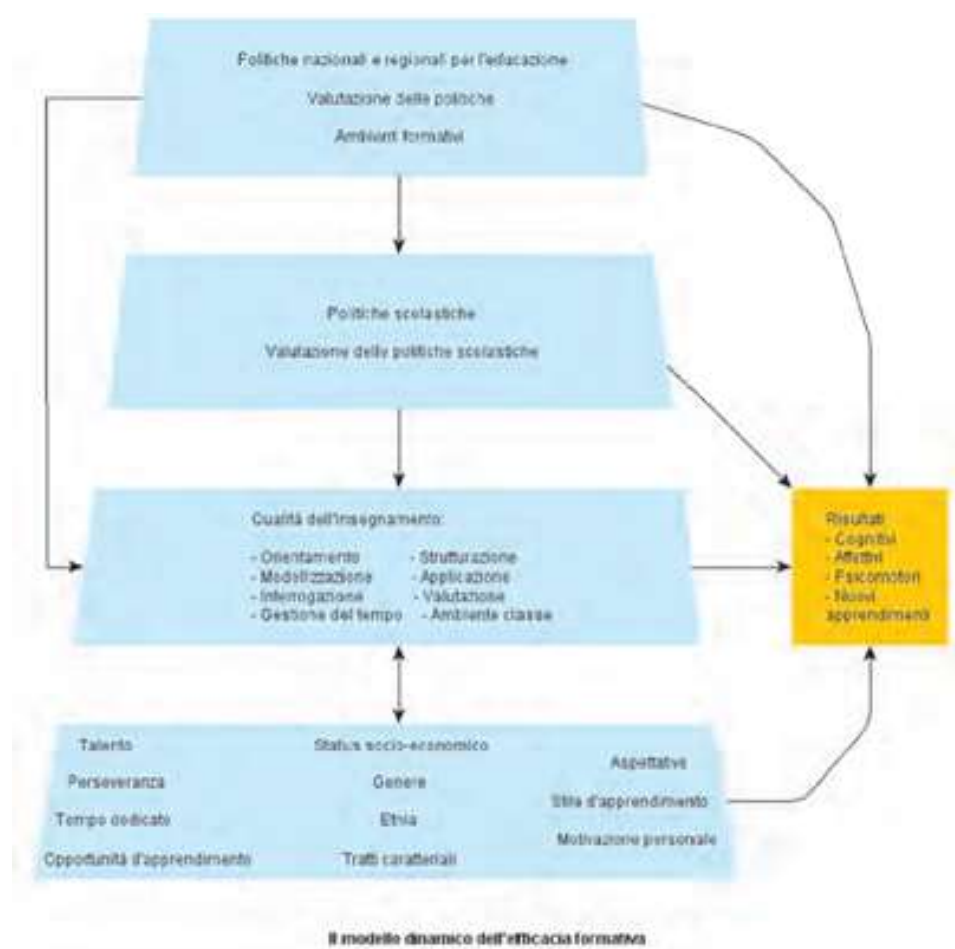 Politiche nazionali e regionali per l'educazione
Valutazione delle politiche
Ambient formativi
Politiche scolastiche
Valutazione delle politiche scolastiche
Qualità dell'insegnamento:
- Orientamento - Strutturazione
- Modellizzazione - Applicazione
- Interrogazione - Valutazione
- Gestione del tempo - Ambiente classe
Risultati
- Cognitivi
- Affettivi
- Psicomotori
- Nuovi
apprendimenti
Talento
Perseveranza
Tempo dedicato
Opportunità d'apprendimento
Status socio-economico
Genere
Etnia
Tratti caratteriali
Aspettative
Stile d'apprendimento
Motivazione personale
Il modello dinamico dell'efficacia formativa